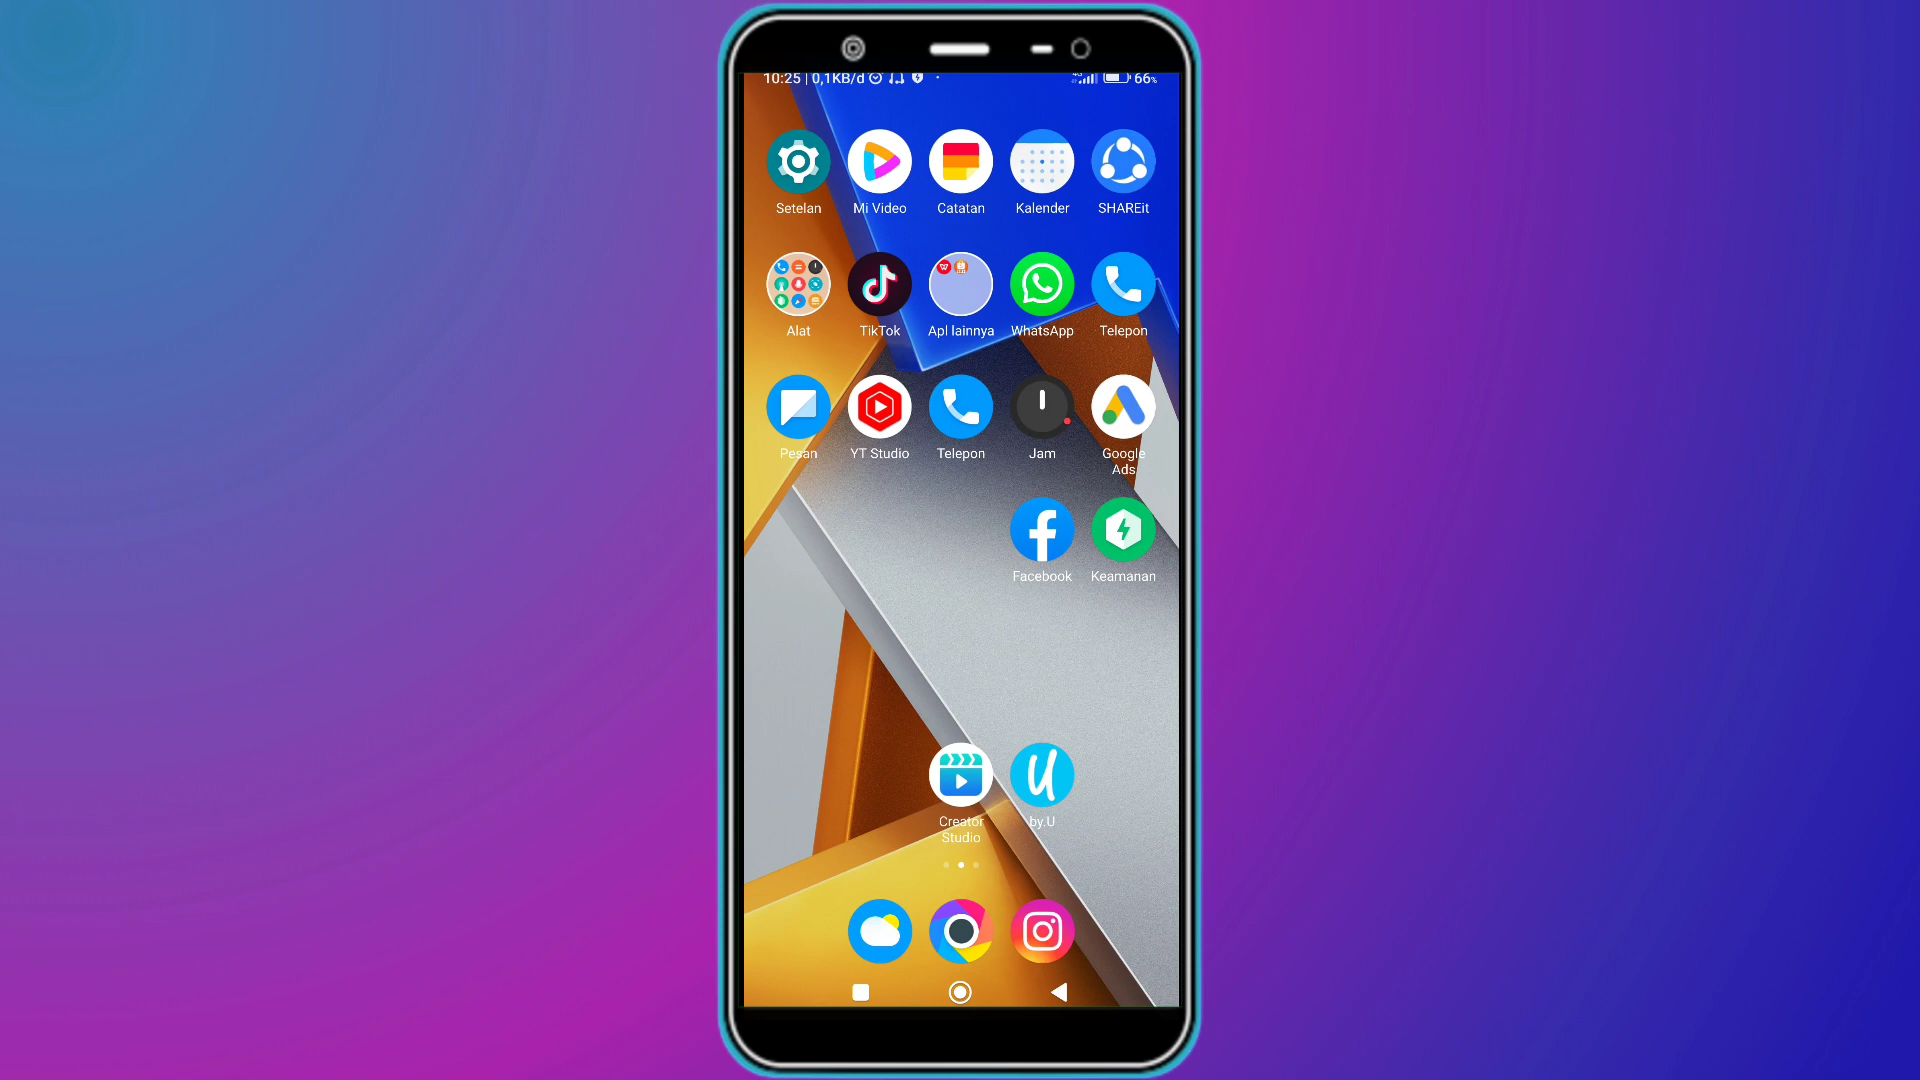 10:25 | 0,1KB/d
66%
Setelan
Mi Video
Catatan
Kalender
SHAREit
Alat
TikTok
Apl lainnya
WhatsApp
Telepon
Pesan
YT Studio
Telepon
Jam
Google
Ads
Facebook
Keamanan
Creator
Studio
by.U